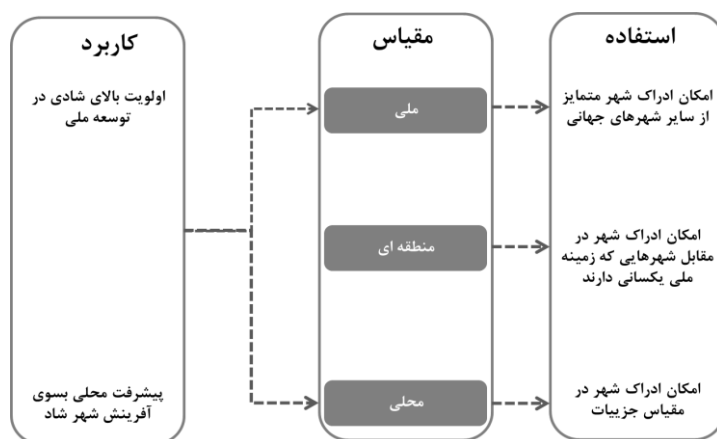 کاربرد
اولویت بالای شادی در
توسعه ملی
پیشرفت محلی بسوی
آفرینش شهر شاد
مقیاس
ملی
منطقه ای
محلی
استفاده
امکان ادراک شهر متمایز
از سایر شهرهای جهانی
امکان ادراک شهر در
مقابل شهرهایی که زمینه
ملی یکسانی دارند
امکان ادراک شهر در
مقیاس جزییات